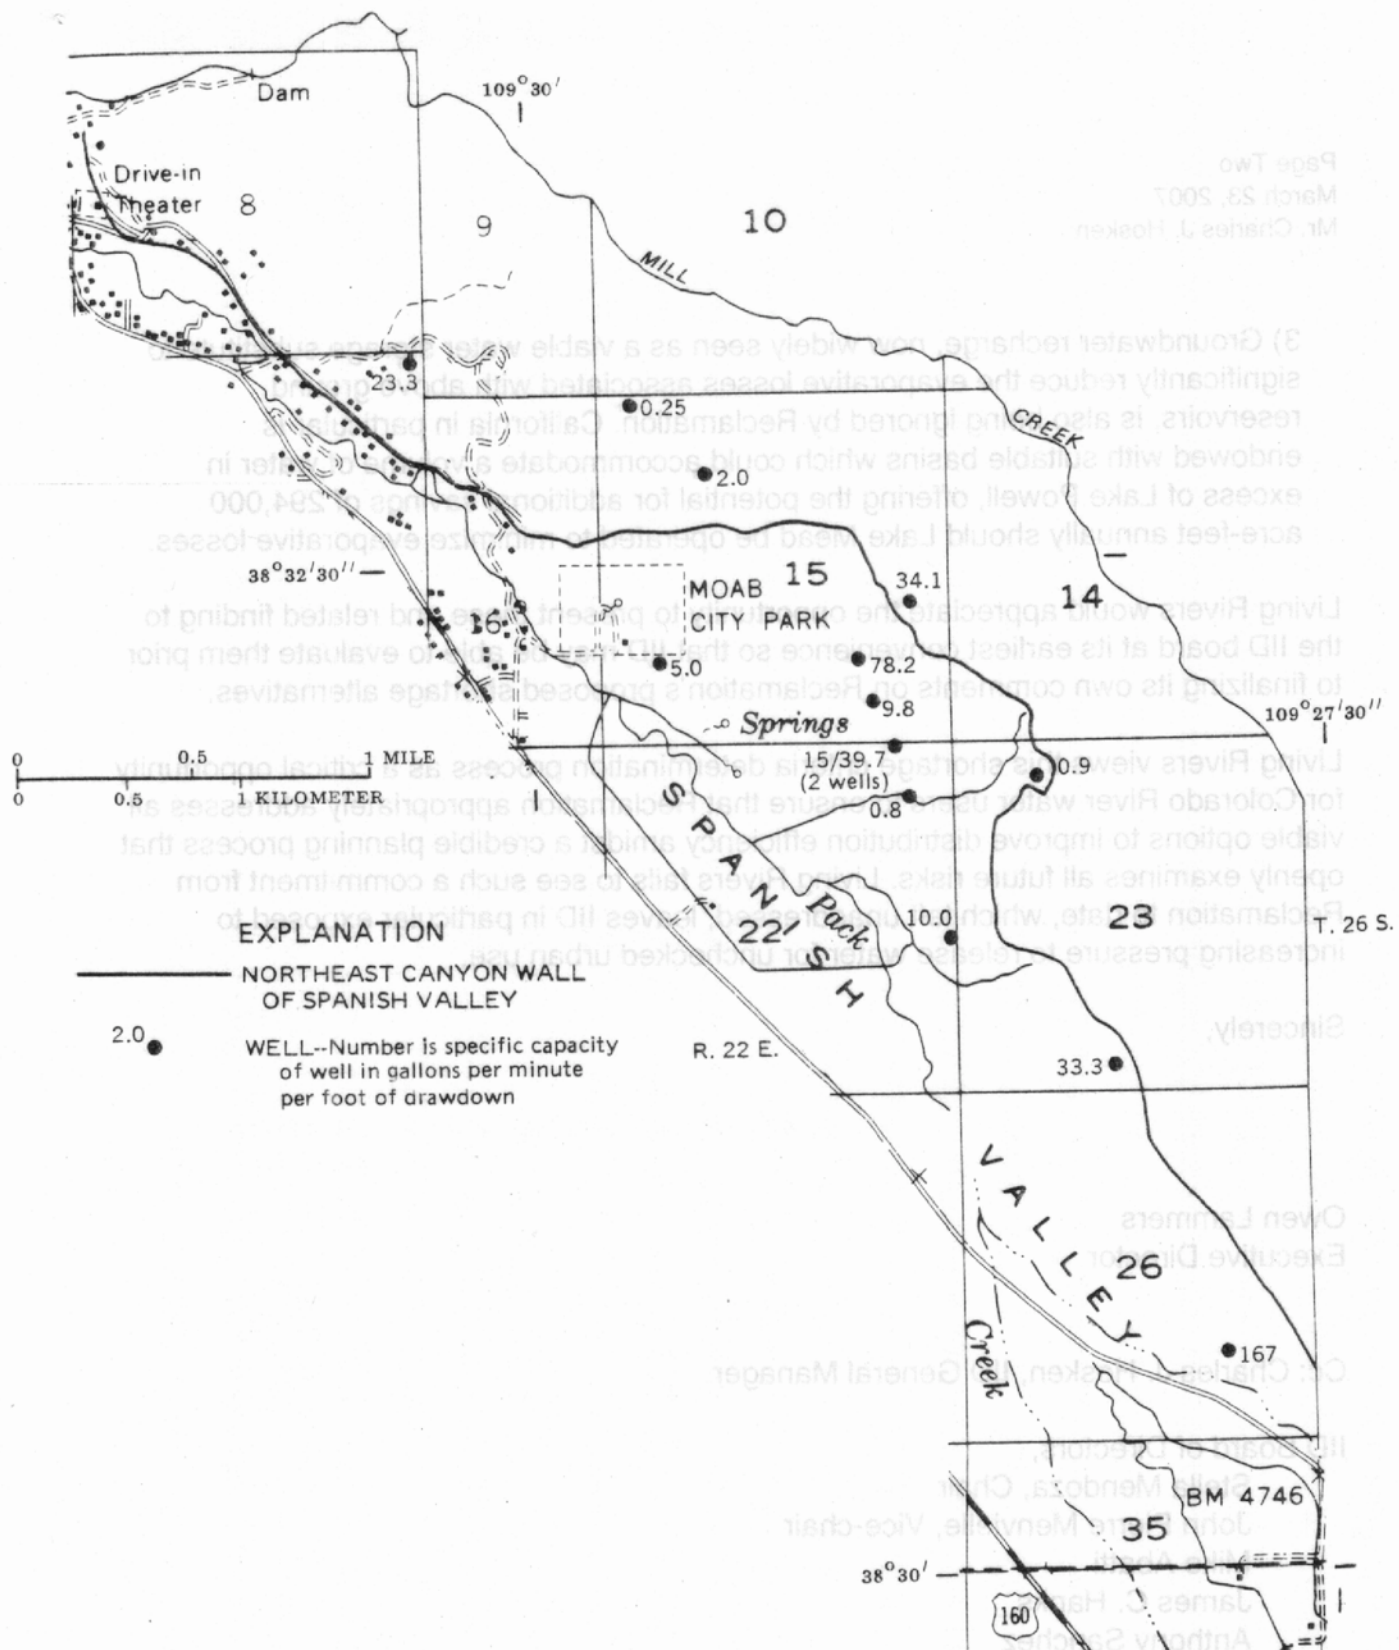 109°30'
Dam
Drive-in
Theater
8
9
10
MILL
CREEK
23.3
0.25
2.0
38°32'30"
15
34.1
14
MOAB
CITY PARK
16
5.0
78.2
9.8
Springs
109°27'30"
0 0.5 1 MILE
0 0.5 1 KILOMETER
15/39.7
(2 wells)
0.9
0.8
SPANISH
Pack
10.0
22
23
T. 26 S.
EXPLANATION
NORTHEAST CANYON WALL
OF SPANISH VALLEY
2.0
WELL--Number is specific capacity
of well in gallons per minute
per foot of drawdown
R. 22 E.
33.3
VALLEY
26
Creek
167
BM 4746
35
38°30'
160
Page Two
March 23, 2007
Mr. Charles J. Hosken
3) Groundwater recharge, now widely seen as a viable water storage
significantly reduce the evaporative losses associated with above ground
reservoirs, is also being ignored by Reclamation. California in particular is
endowed with suitable basins which could accommodate a volume of water in
excess of Lake Powell, offering the potential for additional savings of 294,000
acre-feet annually should Lake Mead be operated to minimize evaporative losses.
Living Rivers would appreciate the opportunity to present these and related finding to
the IID board at its earliest convenience so that IID may be able to evaluate them prior
to finalizing its own comments on Reclamation's proposed shortage alternatives.
Living Rivers views this shortage criteria determination process as a critical opportunity
for Colorado River water users to ensure that Reclamation appropriately addresses all
viable options to improve distribution efficiency amidst a credible planning process that
openly examines all future risks. Living Rivers fails to see such a commitment from
Reclamation to date, which left unaddressed, leaves IID in particular exposed to
increasing pressure to release water for unchecked urban use.
Sincerely,
Owen Lammers
Executive Director
Cc: Charles J. Hosken, IID General Manager
IID Board of Directors,
Stella Mendoza, Chair
John Pierre Menvielle, Vice-chair
Mike Abatti
James C. Hanks
Anthony Sanchez